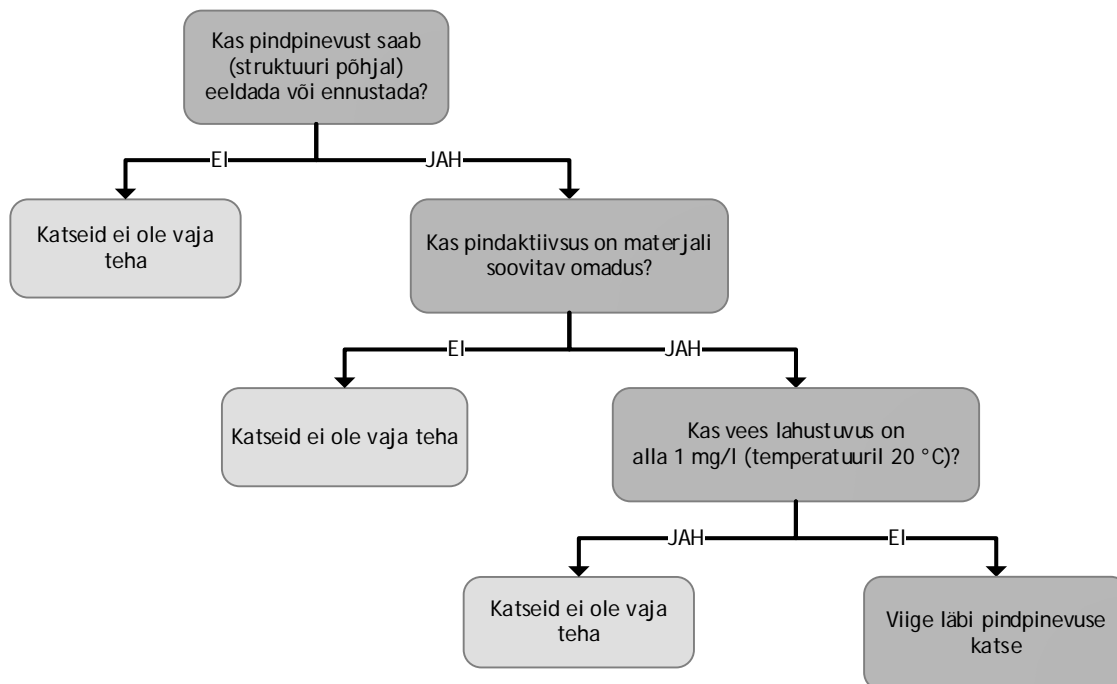 Kas pindpinevust saab
(struktuuri põhjal)
eeldada või ennustada?
EI
JAH
Katseid ei ole vaja
teha
Kas pindaktiivsus on materjali
soovitav omadus?
EI
JAH
Katseid ei ole vaja teha
Kas vees lahustuvus on
alla 1 mg/l (temperatuuril 20 °C)?
JAH
EI
Katseid ei ole vaja
teha
Viige läbi pindpinevuse
katse